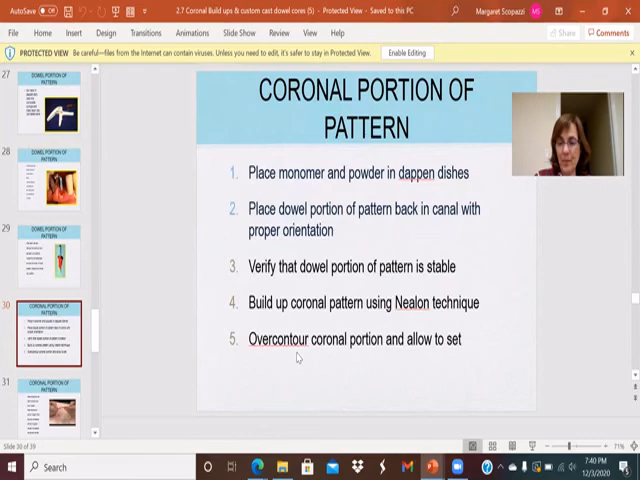 AutoSave Off
2.7 Coronal Build ups & custom cast dowel cores (5) - Protected View - Saved to this PC
Margaret Scopazzi MS
File Home Insert Design Transitions Animations Slide Show Review View Help Share Comments
PROTECTED VIEW Be careful—files from the Internet can contain viruses. Unless you need to edit, it's safer to stay in Protected View. Enable Editing
27
DOWEL PORTION OF
PATTERN
28
DOWEL PORTION OF
PATTERN
29
DOWEL PORTION OF
PATTERN
30
CORONAL PORTION OF
PATTERN
31
CORONAL PORTION OF
PATTERN
CORONAL PORTION OF
PATTERN
1. Place monomer and powder in dappen dishes
2. Place dowel portion of pattern back in canal with
proper orientation
3. Verify that dowel portion of pattern is stable
4. Build up coronal pattern using Nealon technique
5. Overcontour coronal portion and allow to set
Slide 30 of 39
71%
Search
7:40 PM
12/3/2020